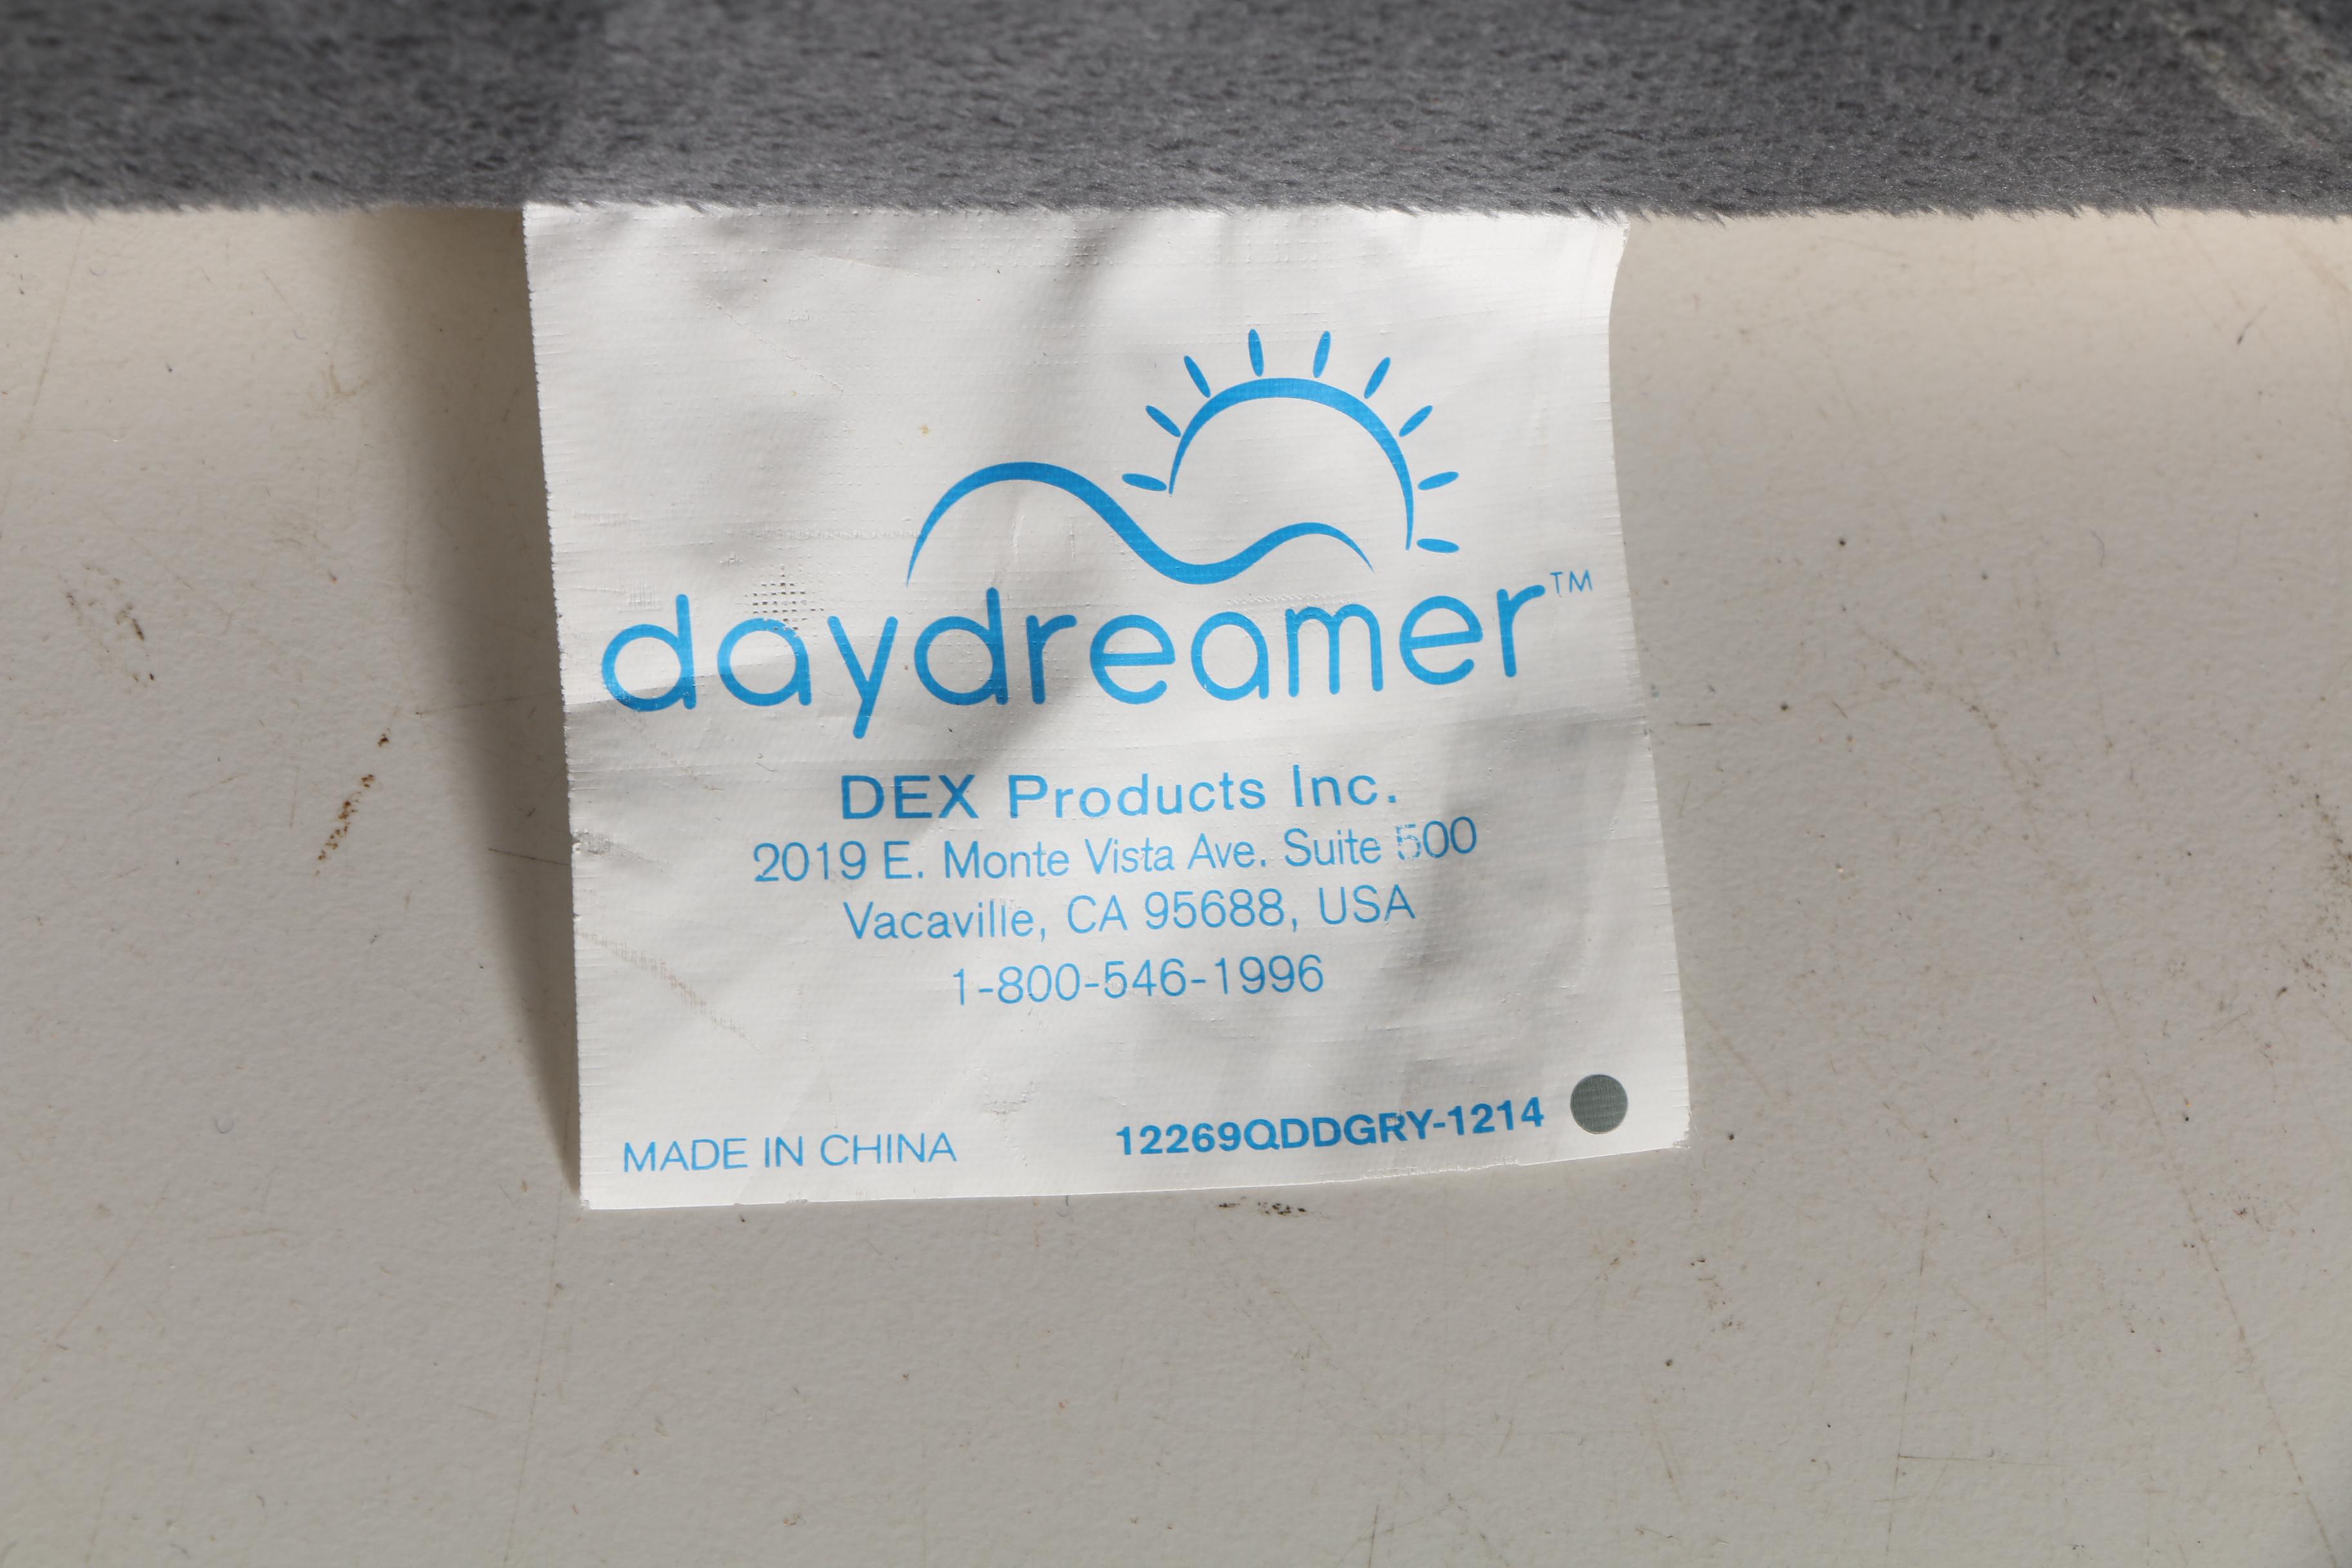 daydreamer™
DEX Products Inc.
2019 E. Monte Vista Ave. Suite 500
Vacaville, CA 95688, USA
1-800-546-1996
MADE IN CHINA
12269QDDGRY-1214